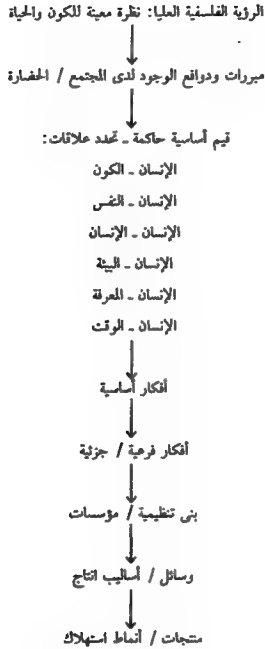 الرؤية الفلسفية العليا: نظرة معينة للكون والحياة
مبررات ودوافع الوجود لدى المجتمع / الحضارة
قيم أساسية حاكمة ـ تحدد علاقات:
الإنسان ـ الكون
الإنسان ـ النفس
الإنسان ـ الإنسان
الإنسان ـ البيئة
الإنسان ـ المعرفة
الإنسان ـ الوقت
أفكار أساسية
أفكار فرعية / جزئية
بنى تنظيمية / مؤسسات
وسائل / أساليب انتاج
منتجات / أنماط استهلاك